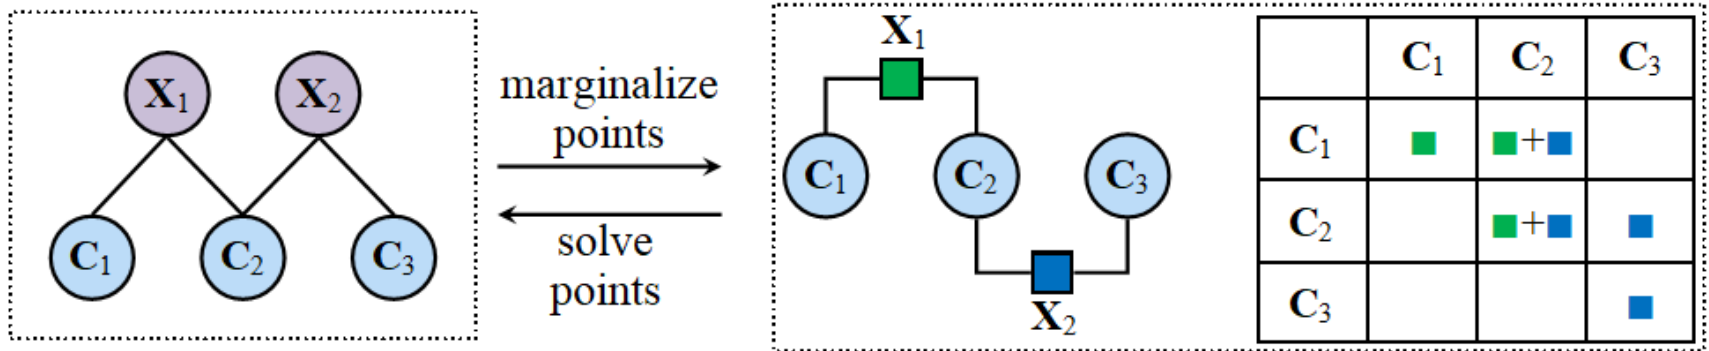 X₁ X₂
C₁ C₂ C₃
marginalize
points
solve
points
X₁
C₁ C₂ C₃
X₂
C₁ C₂ C₃
C₁ +
C₂ +
C₃